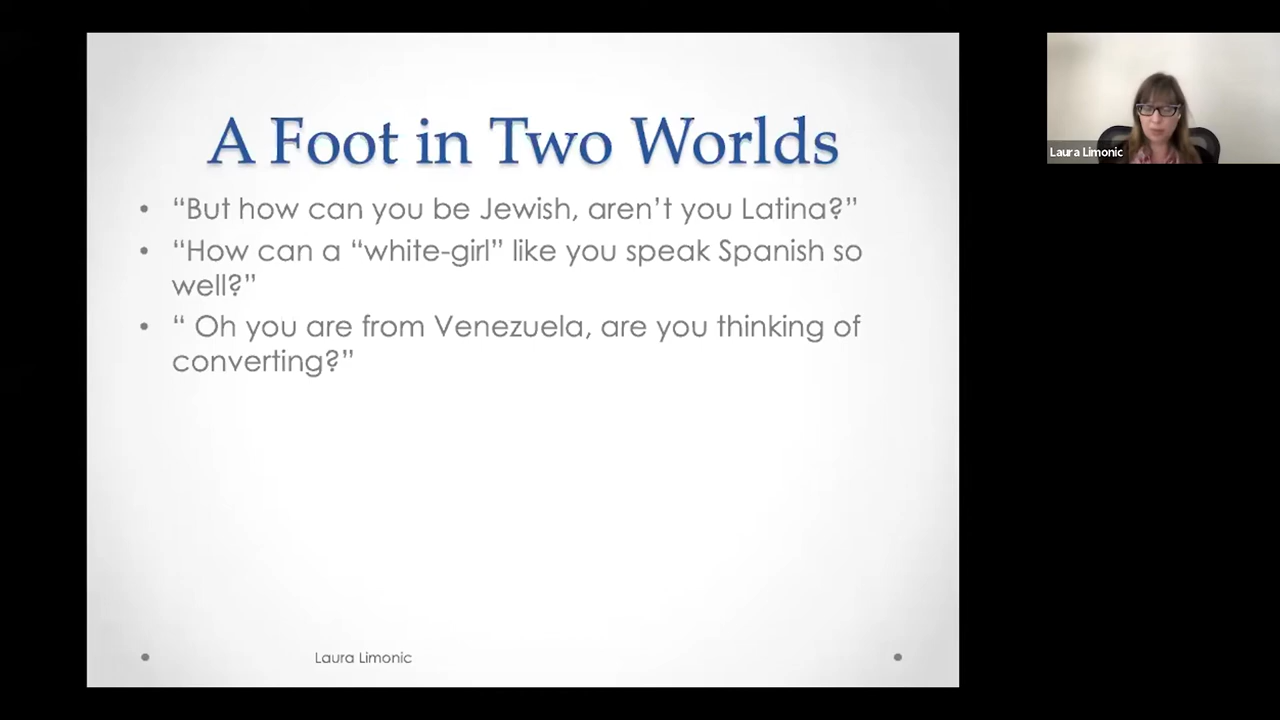 A Foot in Two Worlds
• “But how can you be Jewish, aren’t you Latina?”
• “How can a “white-girl” like you speak Spanish so
well?”
• “ Oh you are from Venezuela, are you thinking of
converting?”
Laura Limonic
Laura Limonic